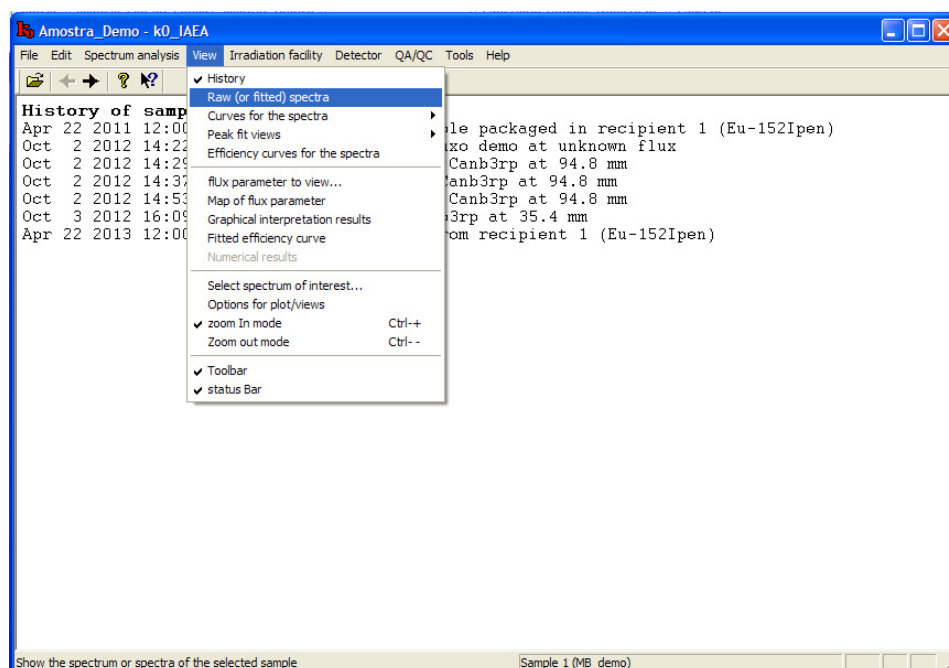 Amostra_Demo - k0_IAEA
File Edit Spectrum analysis View Irradiation facility Detector QA/QC Tools Help
History of samp
Apr 22 2011 12:00 le packaged in recipient 1 (Eu-152Ipen)
Oct 2 2012 14:22 xo demo at unknown flux
Oct 2 2012 14:29 Canb3rp at 94.8 mm
Oct 2 2012 14:37 anb3rp at 94.8 mm
Oct 2 2012 14:53 Canb3rp at 94.8 mm
Oct 3 2012 16:09 3rp at 35.4 mm
Apr 22 2013 12:00 om recipient 1 (Eu-152Ipen)
History
Raw (or fitted) spectra
Curves for the spectra
Peak fit views
Efficiency curves for the spectra
flUx parameter to view...
Map of flux parameter
Graphical interpretation results
Fitted efficiency curve
Numerical results
Select spectrum of interest...
Options for plot/views
zoom In mode Ctrl-+
Zoom out mode Ctrl--
Toolbar
status Bar
Show the spectrum or spectra of the selected sample Sample 1 (MB_demo)